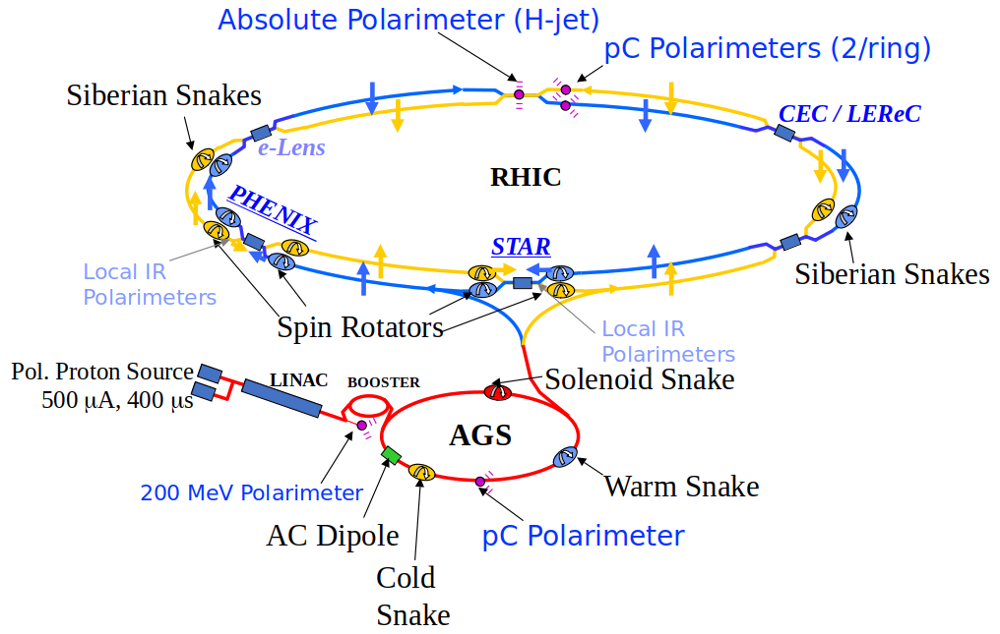 Absolute Polarimeter (H-jet)
pC Polarimeters (2/ring)
Siberian Snakes
CEC / LEReC
e-Lens
RHIC
PHENIX
STAR
Local IR
Polarimeters
Siberian Snakes
Spin Rotators
Local IR
Polarimeters
Pol. Proton Source
500 μA, 400 μs
LINAC
BOOSTER
Solenoid Snake
AGS
200 MeV Polarimeter
Warm Snake
AC Dipole
pC Polarimeter
Cold
Snake